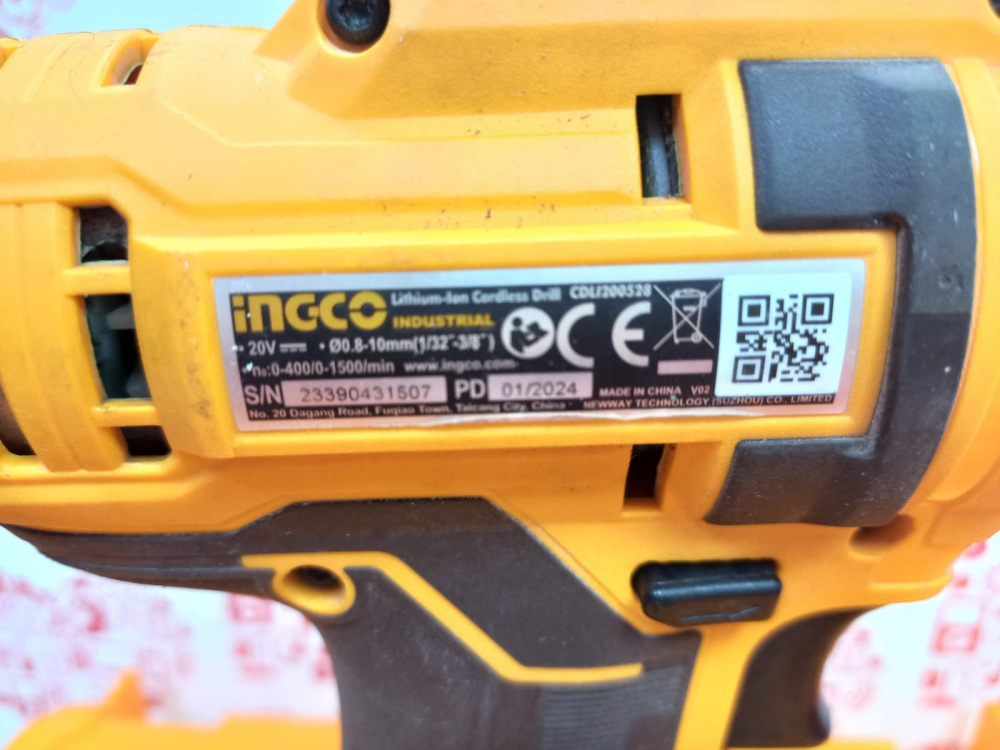 INGCO Lithium-Ion Cordless Drill CDLI200528
INDUSTRIAL
• 20V ⎓ • Ø0.8-10mm(1/32"-3/8")
• n₀:0-400/0-1500/min www.ingco.com
S/N 23390431507 PD 01/2024 MADE IN CHINA V02
No. 20 Dagang Road, Fuqiao Town, Taicang City, China NEWWAY TECHNOLOGY (SUZHOU) CO., LIMITED
CE